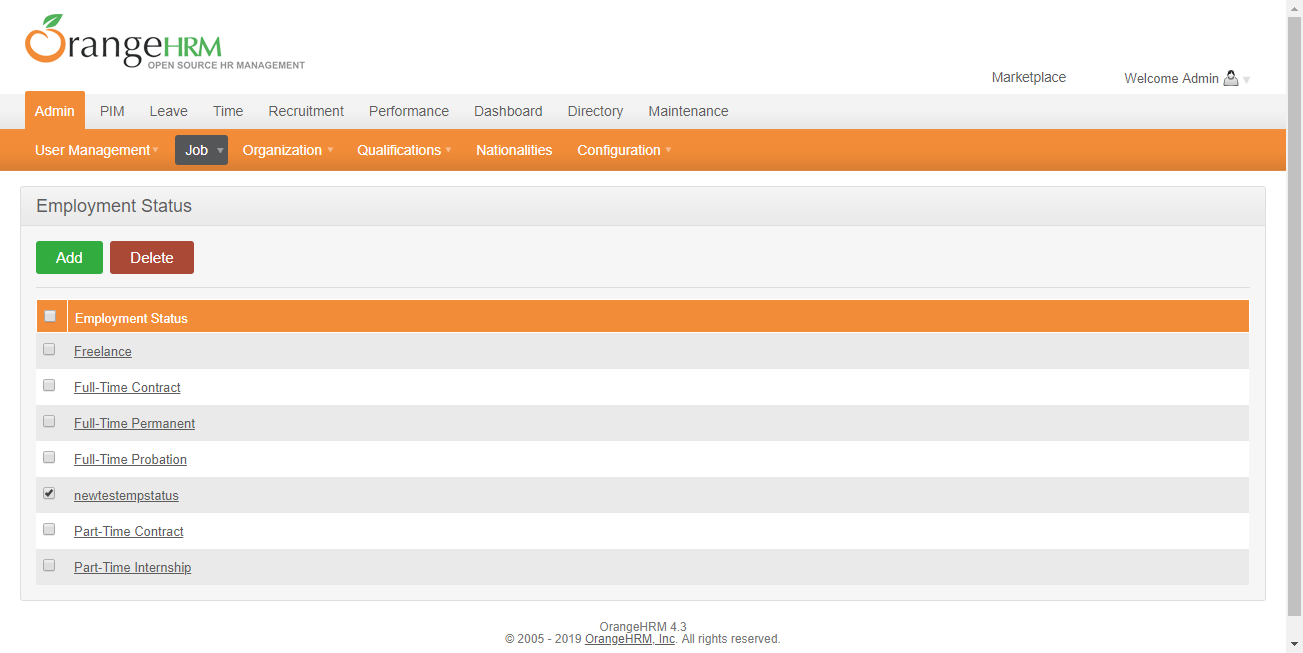 OrangeHRM
OPEN SOURCE HR MANAGEMENT
Marketplace Welcome Admin
Admin PIM Leave Time Recruitment Performance Dashboard Directory Maintenance
User Management Job Organization Qualifications Nationalities Configuration
Employment Status
Add Delete
Employment Status
Freelance
Full-Time Contract
Full-Time Permanent
Full-Time Probation
newtestempstatus
Part-Time Contract
Part-Time Internship
OrangeHRM 4.3
© 2005 - 2019 OrangeHRM, Inc. All rights reserved.